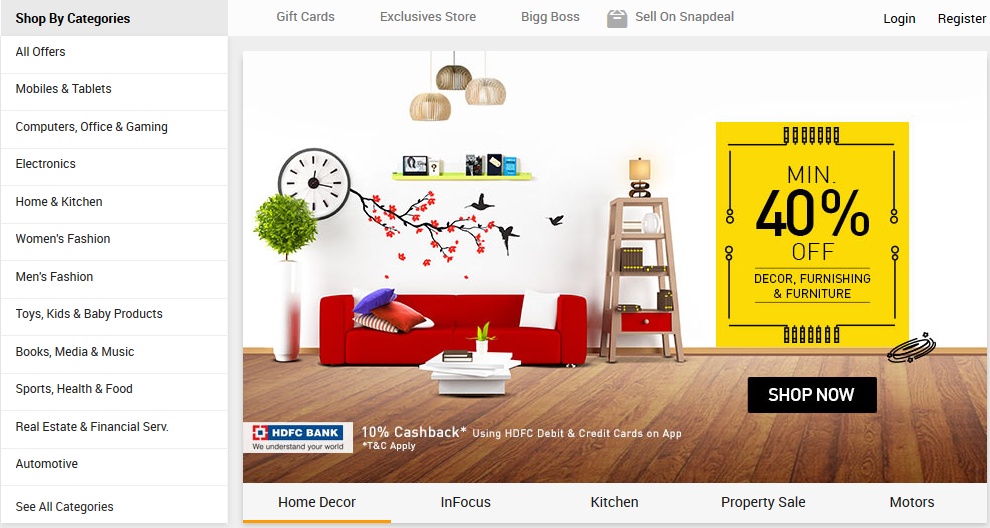 Shop By Categories
Gift Cards
Exclusives Store
Bigg Boss
Sell On Snapdeal
Login
Register
All Offers
Mobiles & Tablets
Computers, Office & Gaming
Electronics
Home & Kitchen
Women's Fashion
Men's Fashion
Toys, Kids & Baby Products
Books, Media & Music
Sports, Health & Food
Real Estate & Financial Serv.
Automotive
See All Categories
MIN.
40%
OFF
DECOR, FURNISHING
& FURNITURE
SHOP NOW
HDFC BANK
We understand your world
10% Cashback* Using HDFC Debit & Credit Cards on App
*T&C Apply
Home Decor
InFocus
Kitchen
Property Sale
Motors